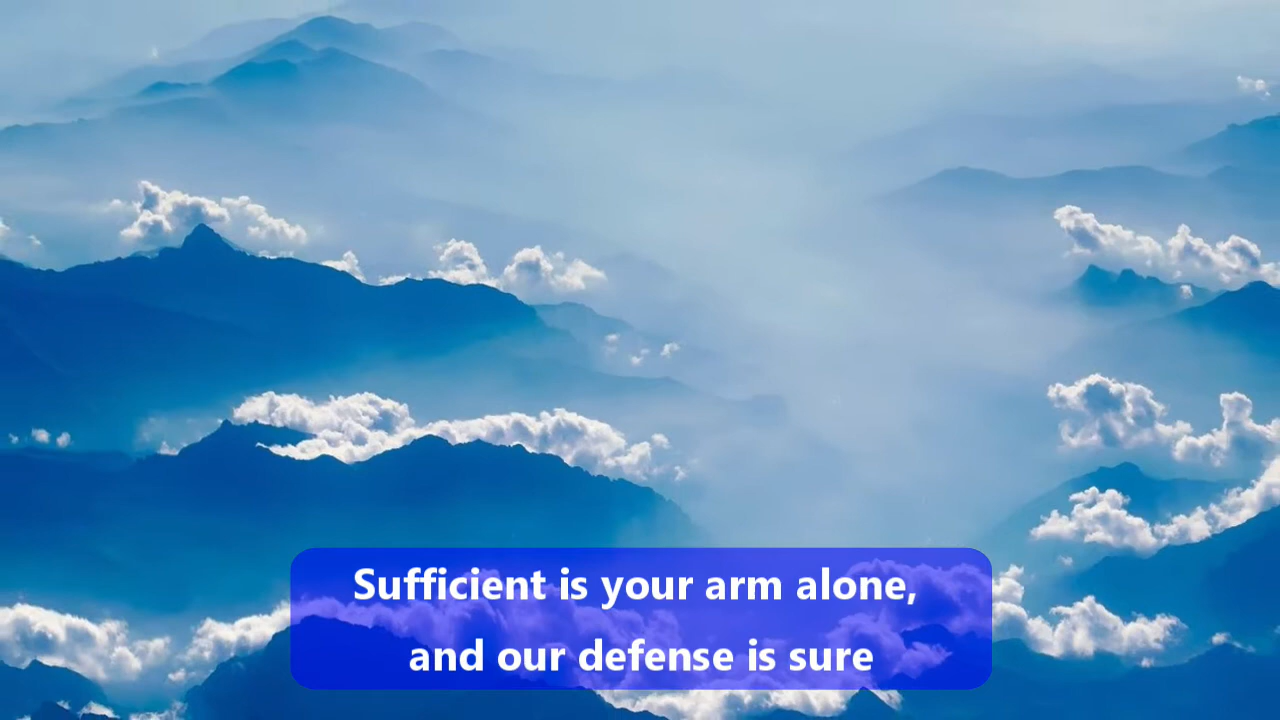 Sufficient is your arm alone,
and our defense is sure